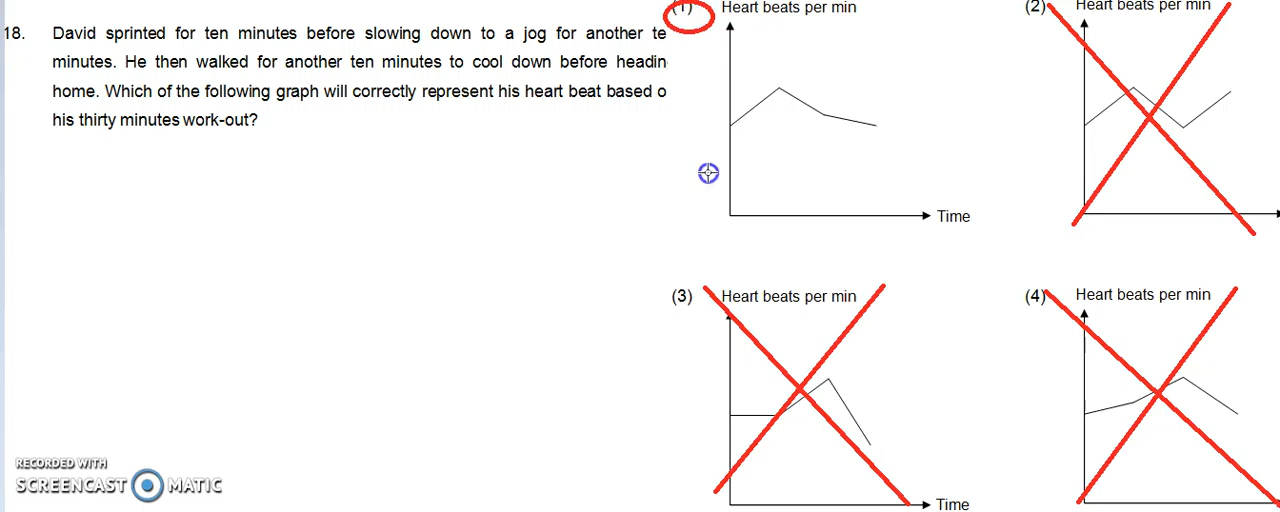 18. David sprinted for ten minutes before slowing down to a jog for another te
minutes. He then walked for another ten minutes to cool down before headin
home. Which of the following graph will correctly represent his heart beat based o
his thirty minutes work-out?
(1) Heart beats per min
Time
(2) Heart beats per min
(3) Heart beats per min
Time
(4) Heart beats per min
RECORDED WITH
SCREENCAST MATIC